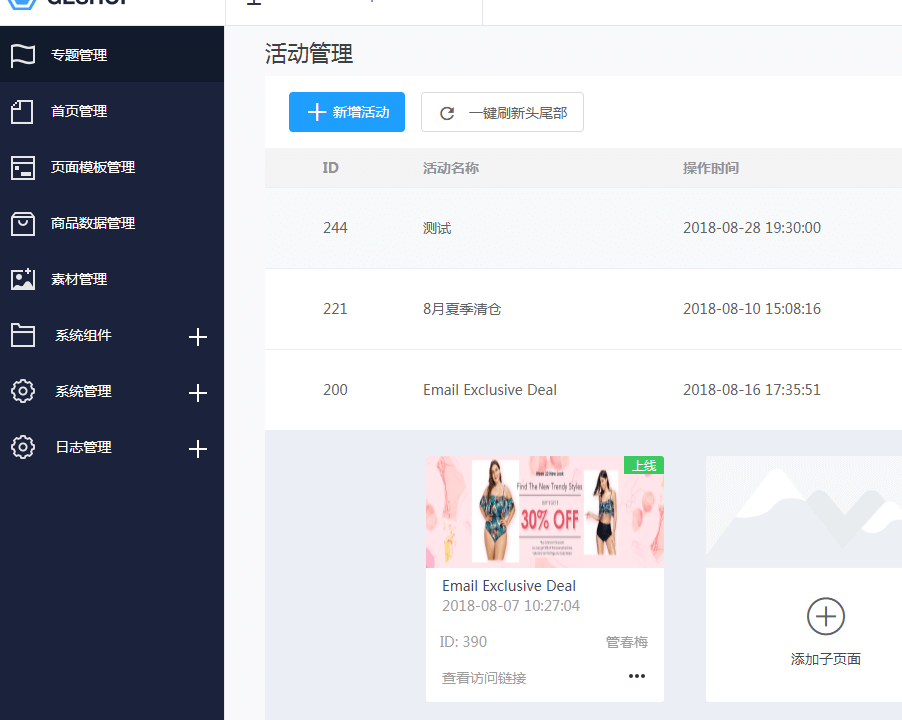 活动管理
专题管理
首页管理
页面模板管理
商品数据管理
素材管理
系统组件
系统管理
日志管理
新增活动
一键刷新头尾部
ID 活动名称 操作时间
244 测试 2018-08-28 19:30:00
221 8月夏季清仓 2018-08-10 15:08:16
200 Email Exclusive Deal 2018-08-16 17:35:51
上线
Find The New Trendy Styles
30% OFF
Email Exclusive Deal
2018-08-07 10:27:04
ID: 390 管春梅
查看访问链接
添加子页面